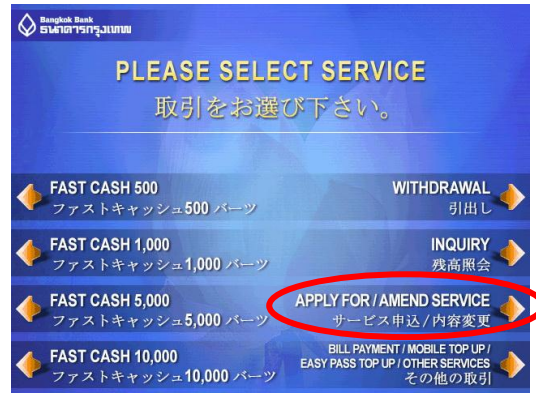 Bangkok Bank
ธนาคารกรุงเทพ
PLEASE SELECT SERVICE
取引をお選び下さい。
FAST CASH 500
ファストキャッシュ500 バーツ
WITHDRAWAL
引出し
FAST CASH 1,000
ファストキャッシュ1,000 バーツ
INQUIRY
残高照会
FAST CASH 5,000
ファストキャッシュ5,000 バーツ
APPLY FOR / AMEND SERVICE
サービス申込/内容変更
FAST CASH 10,000
ファストキャッシュ10,000 バーツ
BILL PAYMENT / MOBILE TOP UP /
EASY PASS TOP UP / OTHER SERVICES
その他の取引